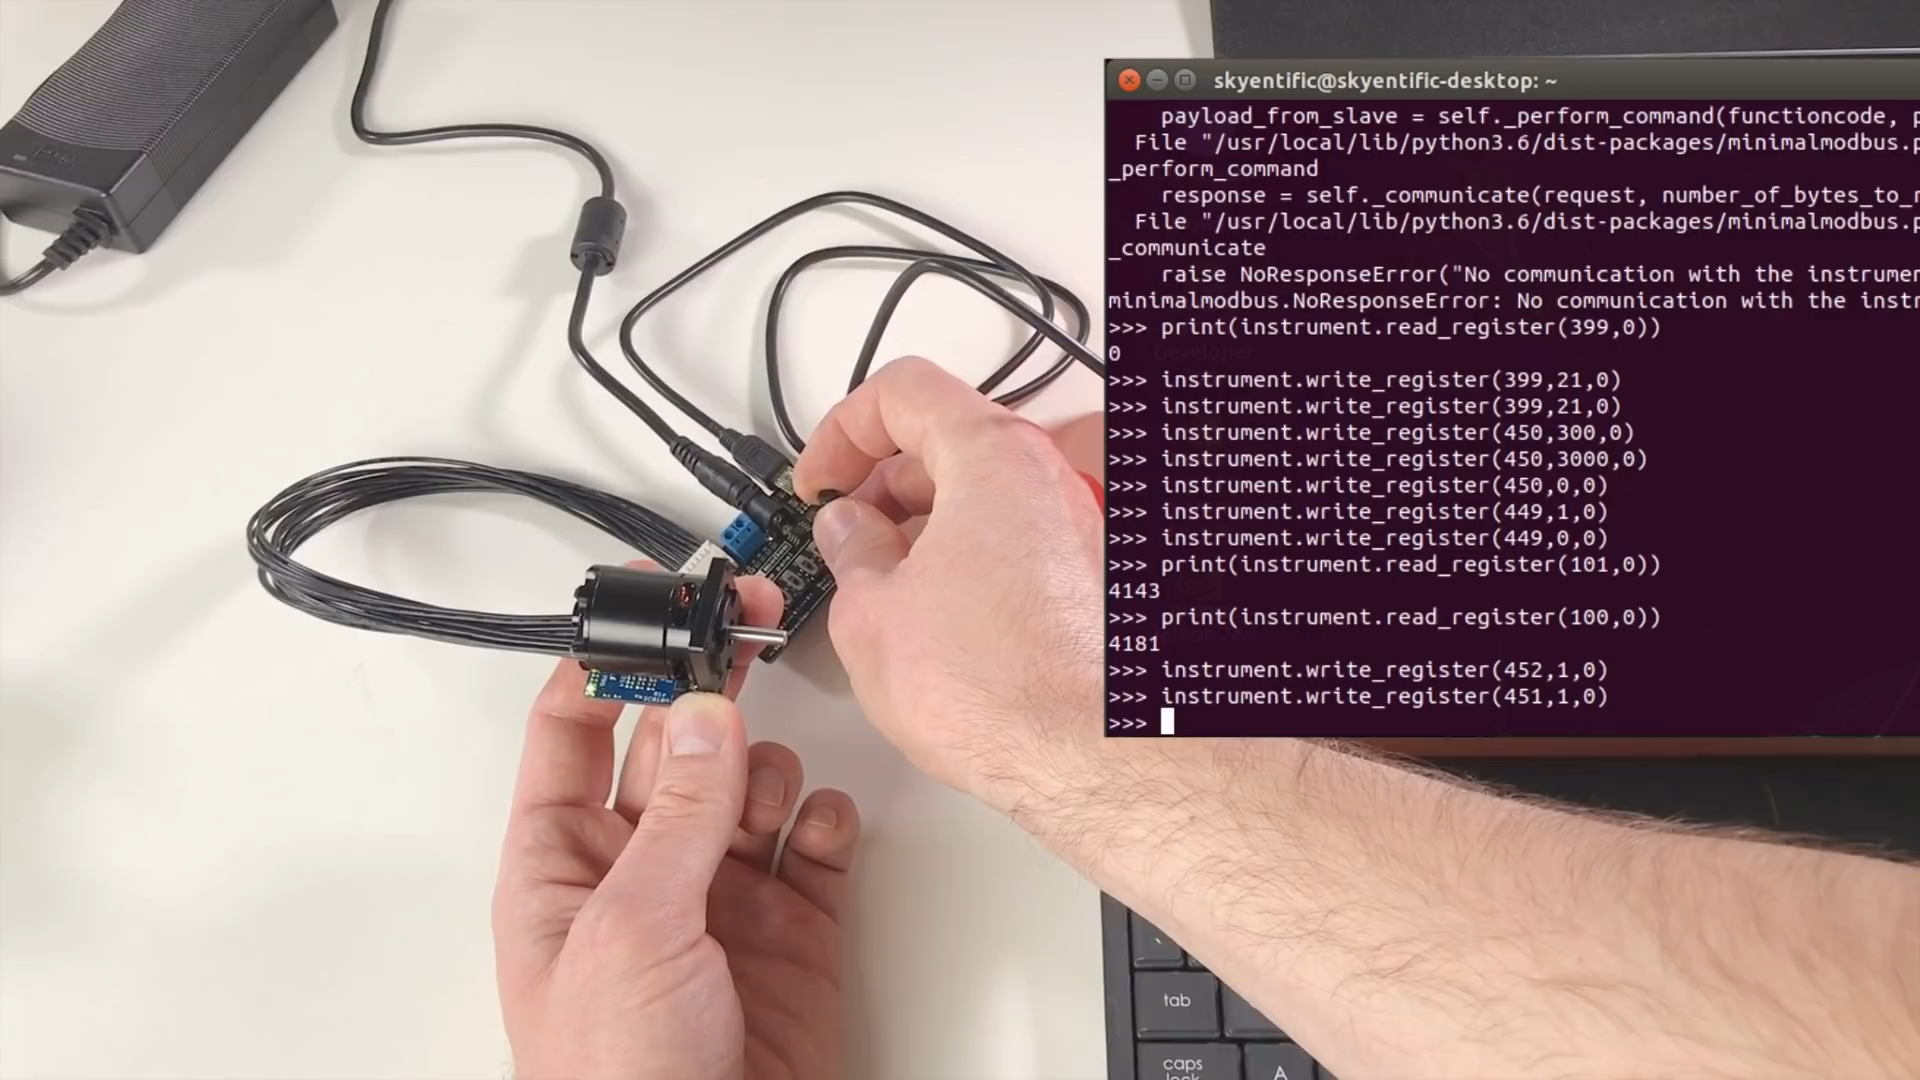 skyentific@skyentific-desktop: ~
payload_from_slave = self._perform_command(functioncode, p
File "/usr/local/lib/python3.6/dist-packages/minimalmodbus.p
_perform_command
response = self._communicate(request, number_of_bytes_to_r
File "/usr/local/lib/python3.6/dist-packages/minimalmodbus.p
_communicate
raise NoResponseError("No communication with the instrumen
minimalmodbus.NoResponseError: No communication with the instr
>>> print(instrument.read_register(399,0))
0
>>> instrument.write_register(399,21,0)
>>> instrument.write_register(399,21,0)
>>> instrument.write_register(450,300,0)
>>> instrument.write_register(450,3000,0)
>>> instrument.write_register(450,0,0)
>>> instrument.write_register(449,1,0)
>>> instrument.write_register(449,0,0)
>>> print(instrument.read_register(101,0))
4143
>>> print(instrument.read_register(100,0))
4181
>>> instrument.write_register(452,1,0)
>>> instrument.write_register(451,1,0)
>>>
tab
caps
lock
A